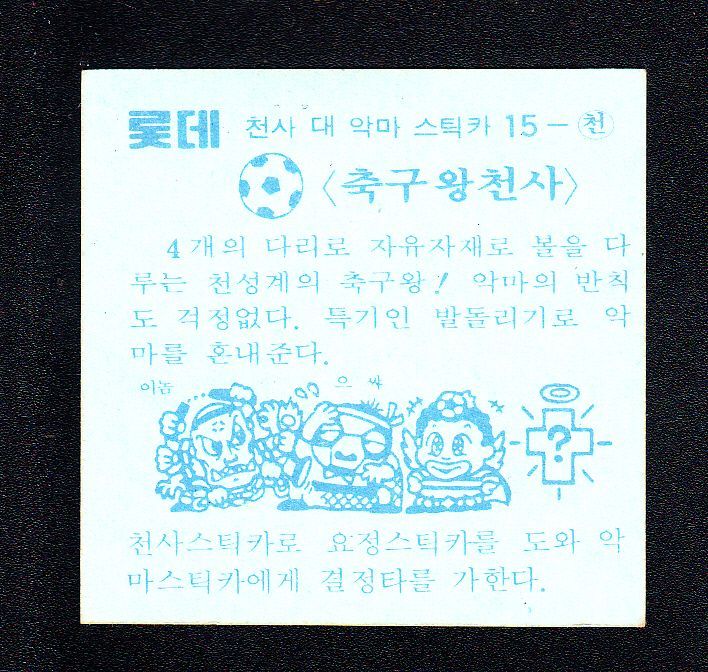 롯데 천사 대 악마 스틱카 15-천
〈축구왕천사〉
4개의 다리로 자유자재로 볼을 다
루는 천성계의 축구왕! 악마의 반칙
도 걱정없다. 특기인 발돌리기로 악
마를 혼내준다.
이놈 으싸
?
천사스틱카로 요정스틱카를 도와 악
마스틱카에게 결정타를 가한다.